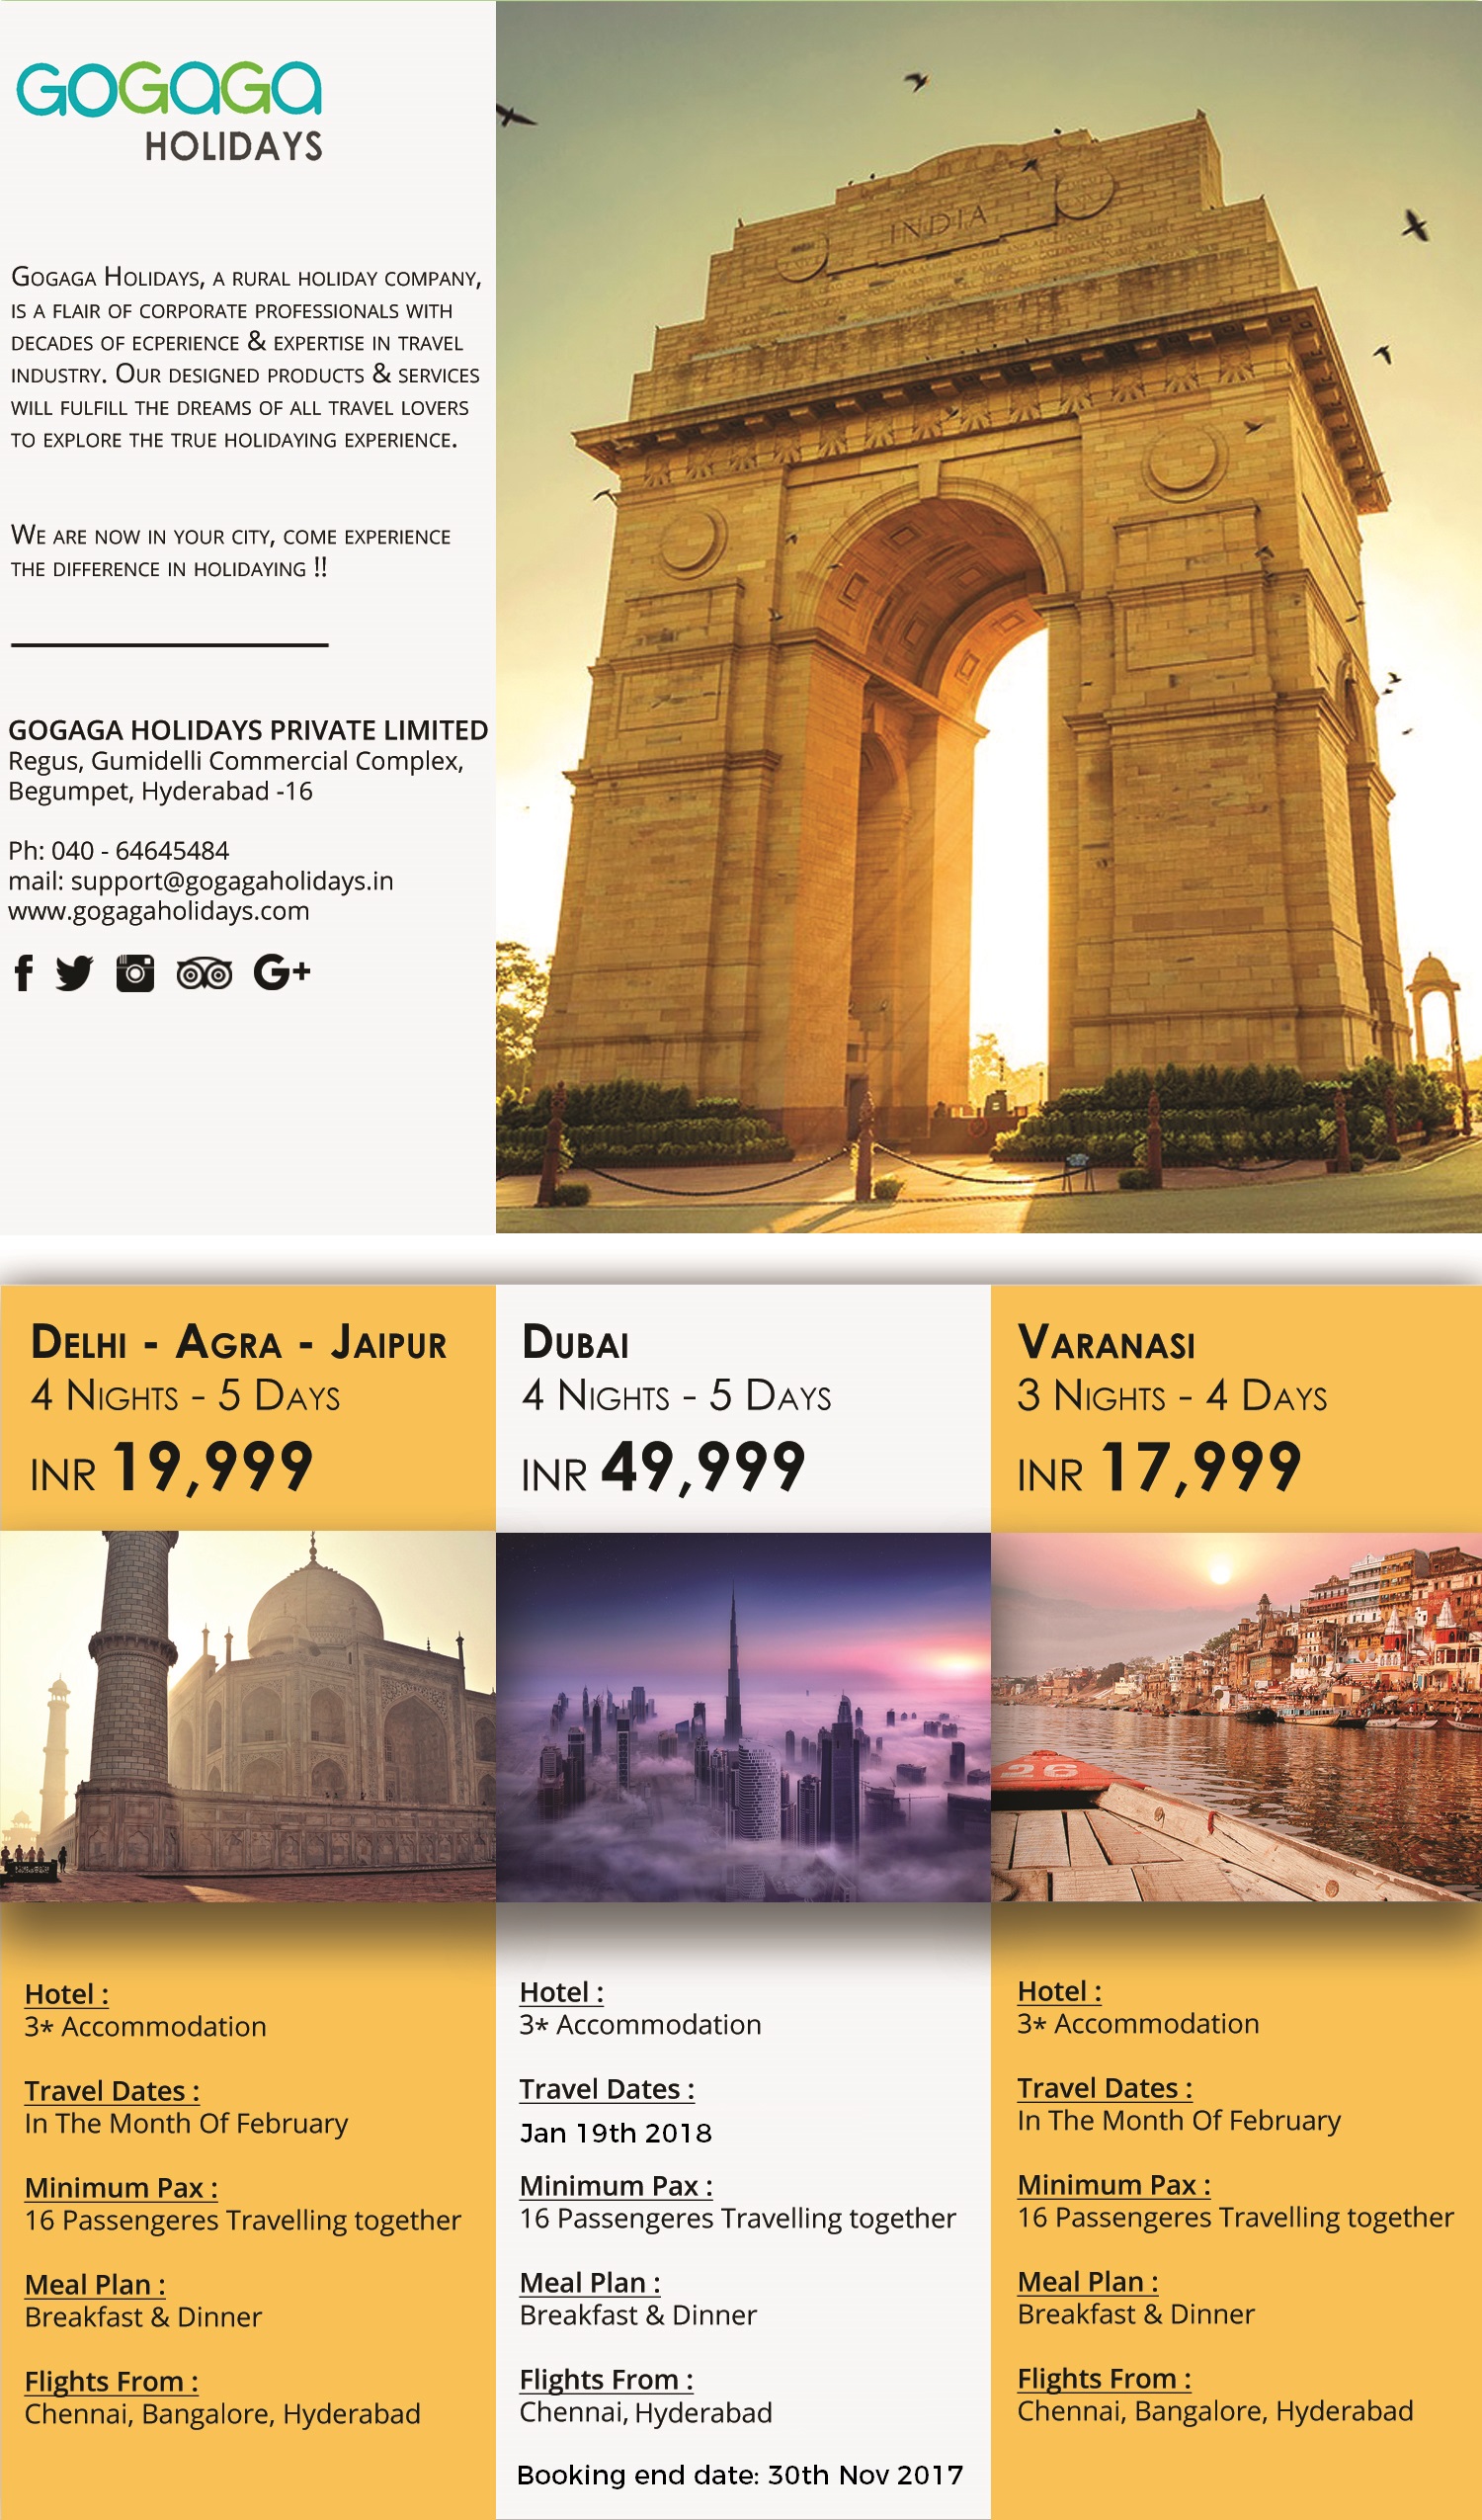 GOGAGA
HOLIDAYS
Gogaga Holidays, a rural holiday company,
is a flair of corporate professionals with
decades of ecperience & expertise in travel
industry. Our designed products & services
will fulfill the dreams of all travel lovers
to explore the true holidaying experience.
We are now in your city, come experience
the difference in holidaying !!
GOGAGA HOLIDAYS PRIVATE LIMITED
Regus, Gumidelli Commercial Complex,
Begumpet, Hyderabad -16
Ph: 040 - 64645484
mail: support@gogagaholidays.in
www.gogagaholidays.com
f G+
INDIA
Delhi - Agra - Jaipur
4 Nights - 5 Days
INR 19,999
Dubai
4 Nights - 5 Days
INR 49,999
Varanasi
3 Nights - 4 Days
INR 17,999
26
Hotel :
3* Accommodation
Travel Dates :
In The Month Of February
Minimum Pax :
16 Passengeres Travelling together
Meal Plan :
Breakfast & Dinner
Flights From :
Chennai, Bangalore, Hyderabad
Hotel :
3* Accommodation
Travel Dates :
Jan 19th 2018
Minimum Pax :
16 Passengeres Travelling together
Meal Plan :
Breakfast & Dinner
Flights From :
Chennai, Hyderabad
Booking end date: 30th Nov 2017
Hotel :
3* Accommodation
Travel Dates :
In The Month Of February
Minimum Pax :
16 Passengeres Travelling together
Meal Plan :
Breakfast & Dinner
Flights From :
Chennai, Bangalore, Hyderabad